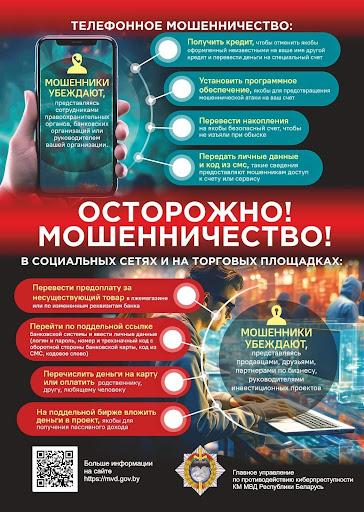 ТЕЛЕФОННОЕ МОШЕННИЧЕСТВО:
МОШЕННИКИ
УБЕЖДАЮТ,
представляясь
сотрудниками
правоохранительных
органов, банковских
организаций или
руководителем
вашей организации..
Получить кредит, чтобы отменить якобы
оформленный неизвестными на ваше имя другой
кредит и перевести деньги на специальный счет
Установить программное
обеспечение, якобы для предотвращения
мошеннической атаки на ваш счет
Перевести накопления
на якобы безопасный счет, чтобы
не изъяли при обыске
Передать личные данные
и код из смс, такие сведения
предоставляют мошенникам доступ
к счету или сервису
ОСТОРОЖНО!
МОШЕННИЧЕСТВО!
В СОЦИАЛЬНЫХ СЕТЯХ И НА ТОРГОВЫХ ПЛОЩАДКАХ:
Перевести предоплату за
несуществующий товар в лжемагазине
или по измененным реквизитам банка
Перейти по поддельной ссылке
банковской системы и ввести личные данные
(логин и пароль, номер и трехзначный код с
оборотной стороны банковской карты, код из
СМС, кодовое слово)
Перечислить деньги на карту
или оплатить родственнику,
другу, любимому человеку
На поддельной бирже вложить
деньги в проект, якобы для
получения пассивного дохода
МОШЕННИКИ
УБЕЖДАЮТ,
представляясь
продавцами, друзьями,
партнерами по бизнесу,
руководителями
инвестиционных проектов
Больше информации
на сайте
https://mvd.gov.by
Главное управление
по противодействию киберпреступности
КМ МВД Республики Беларусь